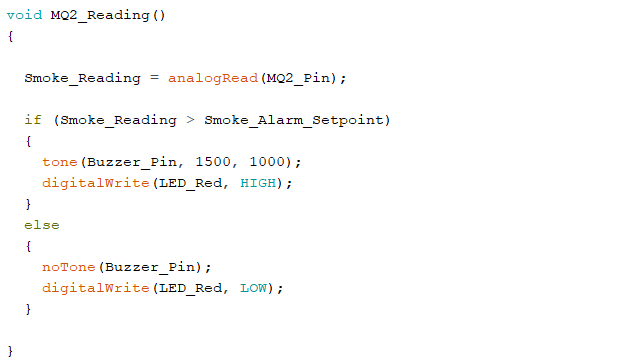 void MQ2_Reading()
{
Smoke_Reading = analogRead(MQ2_Pin);
if (Smoke_Reading > Smoke_Alarm_Setpoint)
{
tone(Buzzer_Pin, 1500, 1000);
digitalWrite(LED_Red, HIGH);
}
else
{
noTone(Buzzer_Pin);
digitalWrite(LED_Red, LOW);
}
}